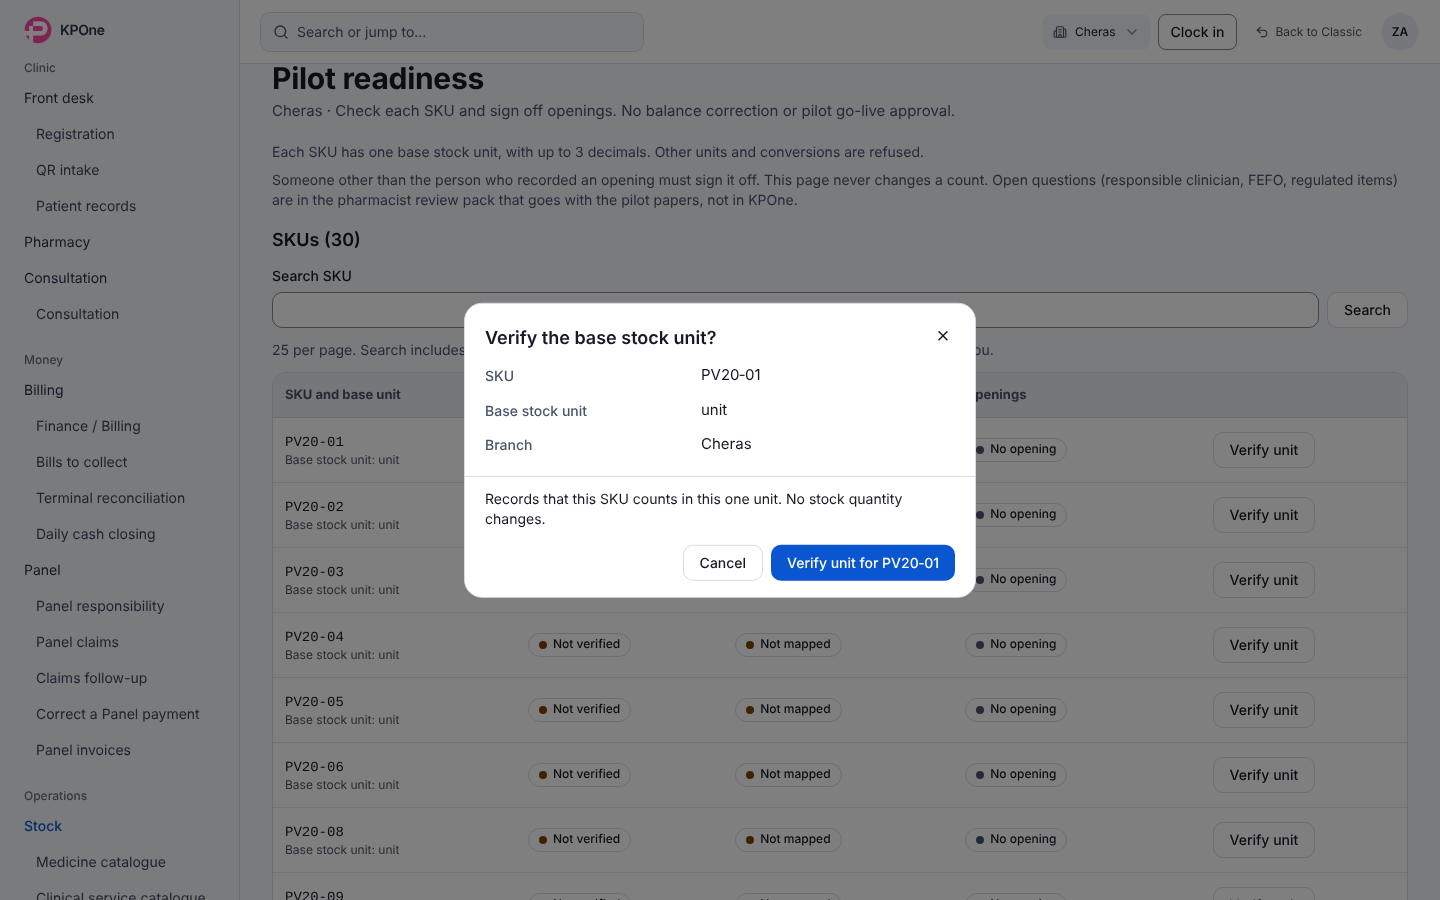 KPOne
Search or jump to...
Cheras
Clock in
Back to Classic
ZA
Clinic
Front desk
Registration
QR intake
Patient records
Pharmacy
Consultation
Consultation
Money
Billing
Finance / Billing
Bills to collect
Terminal reconciliation
Daily cash closing
Panel
Panel responsibility
Panel claims
Claims follow-up
Correct a Panel payment
Panel invoices
Operations
Stock
Medicine catalogue
Clinical service catalogue
Pilot readiness
Cheras · Check each SKU and sign off openings. No balance correction or pilot go-live approval.
Each SKU has one base stock unit, with up to 3 decimals. Other units and conversions are refused.
Someone other than the person who recorded an opening must sign it off. This page never changes a count. Open questions (responsible clinician, FEFO, regulated items)
are in the pharmacist review pack that goes with the pilot papers, not in KPOne.
SKUs (30)
Search SKU
Search
25 per page. Search includes
SKU and base unit
PV20-01
Base stock unit: unit
No opening
Verify unit
PV20-02
Base stock unit: unit
No opening
Verify unit
PV20-03
Base stock unit: unit
No opening
Verify unit
PV20-04
Base stock unit: unit
Not verified
Not mapped
No opening
Verify unit
PV20-05
Base stock unit: unit
Not verified
Not mapped
No opening
Verify unit
PV20-06
Base stock unit: unit
Not verified
Not mapped
No opening
Verify unit
PV20-08
Base stock unit: unit
Not verified
Not mapped
No opening
Verify unit
PV20-09
Verify the base stock unit?
SKU
PV20-01
Base stock unit
unit
Branch
Cheras
Records that this SKU counts in this one unit. No stock quantity
changes.
Cancel
Verify unit for PV20-01